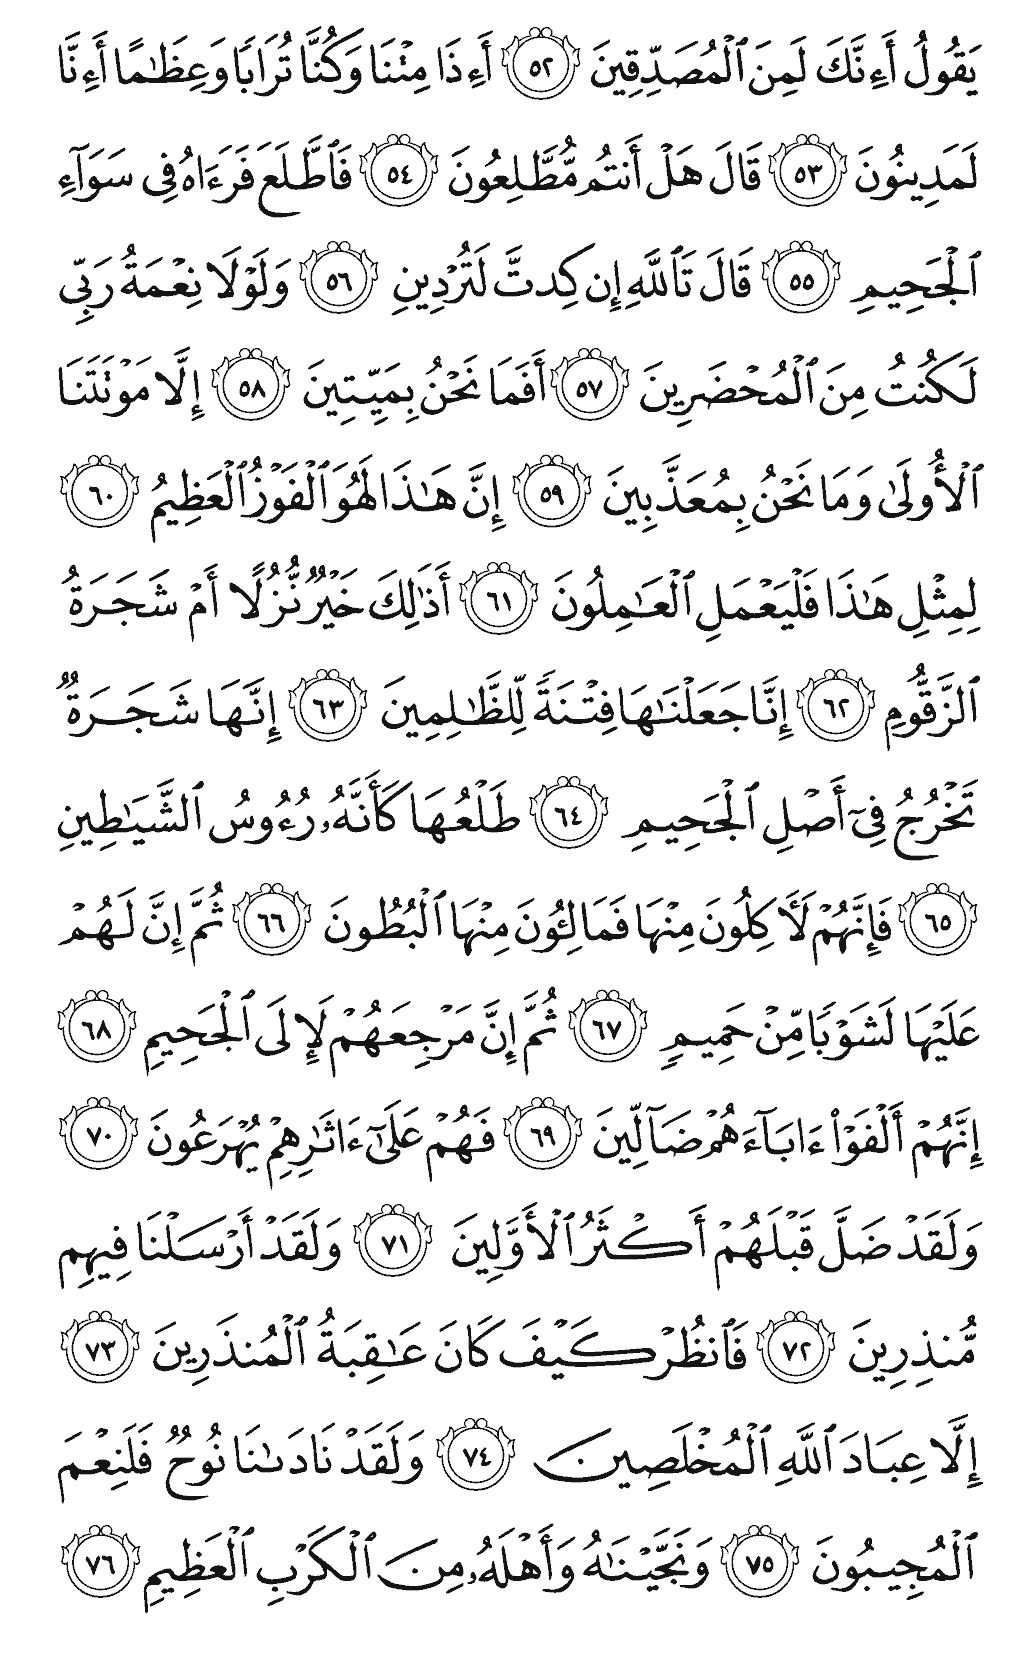 يَقُولُ أَءِنَّكَ لَمِنَ ٱلْمُصَدِّقِينَ ٥٢ أَءِذَا مِتْنَا وَكُنَّا تُرَابًا وَعِظَٰمًا أَءِنَّا
لَمَدِينُونَ ٥٣ قَالَ هَلْ أَنتُم مُّطَّلِعُونَ ٥٤ فَٱطَّلَعَ فَرَءَاهُ فِى سَوَآءِ
ٱلْجَحِيمِ ٥٥ قَالَ تَٱللَّهِ إِن كِدتَّ لَتُرْدِينِ ٥٦ وَلَوْلَا نِعْمَةُ رَبِّى
لَكُنتُ مِنَ ٱلْمُحْضَرِينَ ٥٧ أَفَمَا نَحْنُ بِمَيِّتِينَ ٥٨ إِلَّا مَوْتَتَنَا
ٱلْأُولَىٰ وَمَا نَحْنُ بِمُعَذَّبِينَ ٥٩ إِنَّ هَٰذَا لَهُوَ ٱلْفَوْزُ ٱلْعَظِيمُ ٦٠
لِمِثْلِ هَٰذَا فَلْيَعْمَلِ ٱلْعَٰمِلُونَ ٦١ أَذَٰلِكَ خَيْرٌ نُّزُلًا أَمْ شَجَرَةُ
ٱلزَّقُّومِ ٦٢ إِنَّا جَعَلْنَٰهَا فِتْنَةً لِّلظَّٰلِمِينَ ٦٣ إِنَّهَا شَجَرَةٌ
تَخْرُجُ فِىٓ أَصْلِ ٱلْجَحِيمِ ٦٤ طَلْعُهَا كَأَنَّهُۥ رُءُوسُ ٱلشَّيَٰطِينِ
٦٥ فَإِنَّهُمْ لَءَاكِلُونَ مِنْهَا فَمَالِـُٔونَ مِنْهَا ٱلْبُطُونَ ٦٦ ثُمَّ إِنَّ لَهُمْ
عَلَيْهَا لَشَوْبًا مِّنْ حَمِيمٍ ٦٧ ثُمَّ إِنَّ مَرْجِعَهُمْ لَإِلَى ٱلْجَحِيمِ ٦٨
إِنَّهُمْ أَلْفَوْا۟ ءَابَآءَهُمْ ضَآلِّينَ ٦٩ فَهُمْ عَلَىٰٓ ءَاثَٰرِهِمْ يُهْرَعُونَ ٧٠
وَلَقَدْ ضَلَّ قَبْلَهُمْ أَكْثَرُ ٱلْأَوَّلِينَ ٧١ وَلَقَدْ أَرْسَلْنَا فِيهِم
مُّنذِرِينَ ٧٢ فَٱنظُرْ كَيْفَ كَانَ عَٰقِبَةُ ٱلْمُنذَرِينَ ٧٣
إِلَّا عِبَادَ ٱللَّهِ ٱلْمُخْلَصِينَ ٧٤ وَلَقَدْ نَادَىٰنَا نُوحٌ فَلَنِعْمَ
ٱلْمُجِيبُونَ ٧٥ وَنَجَّيْنَٰهُ وَأَهْلَهُۥ مِنَ ٱلْكَرْبِ ٱلْعَظِيمِ ٧٦